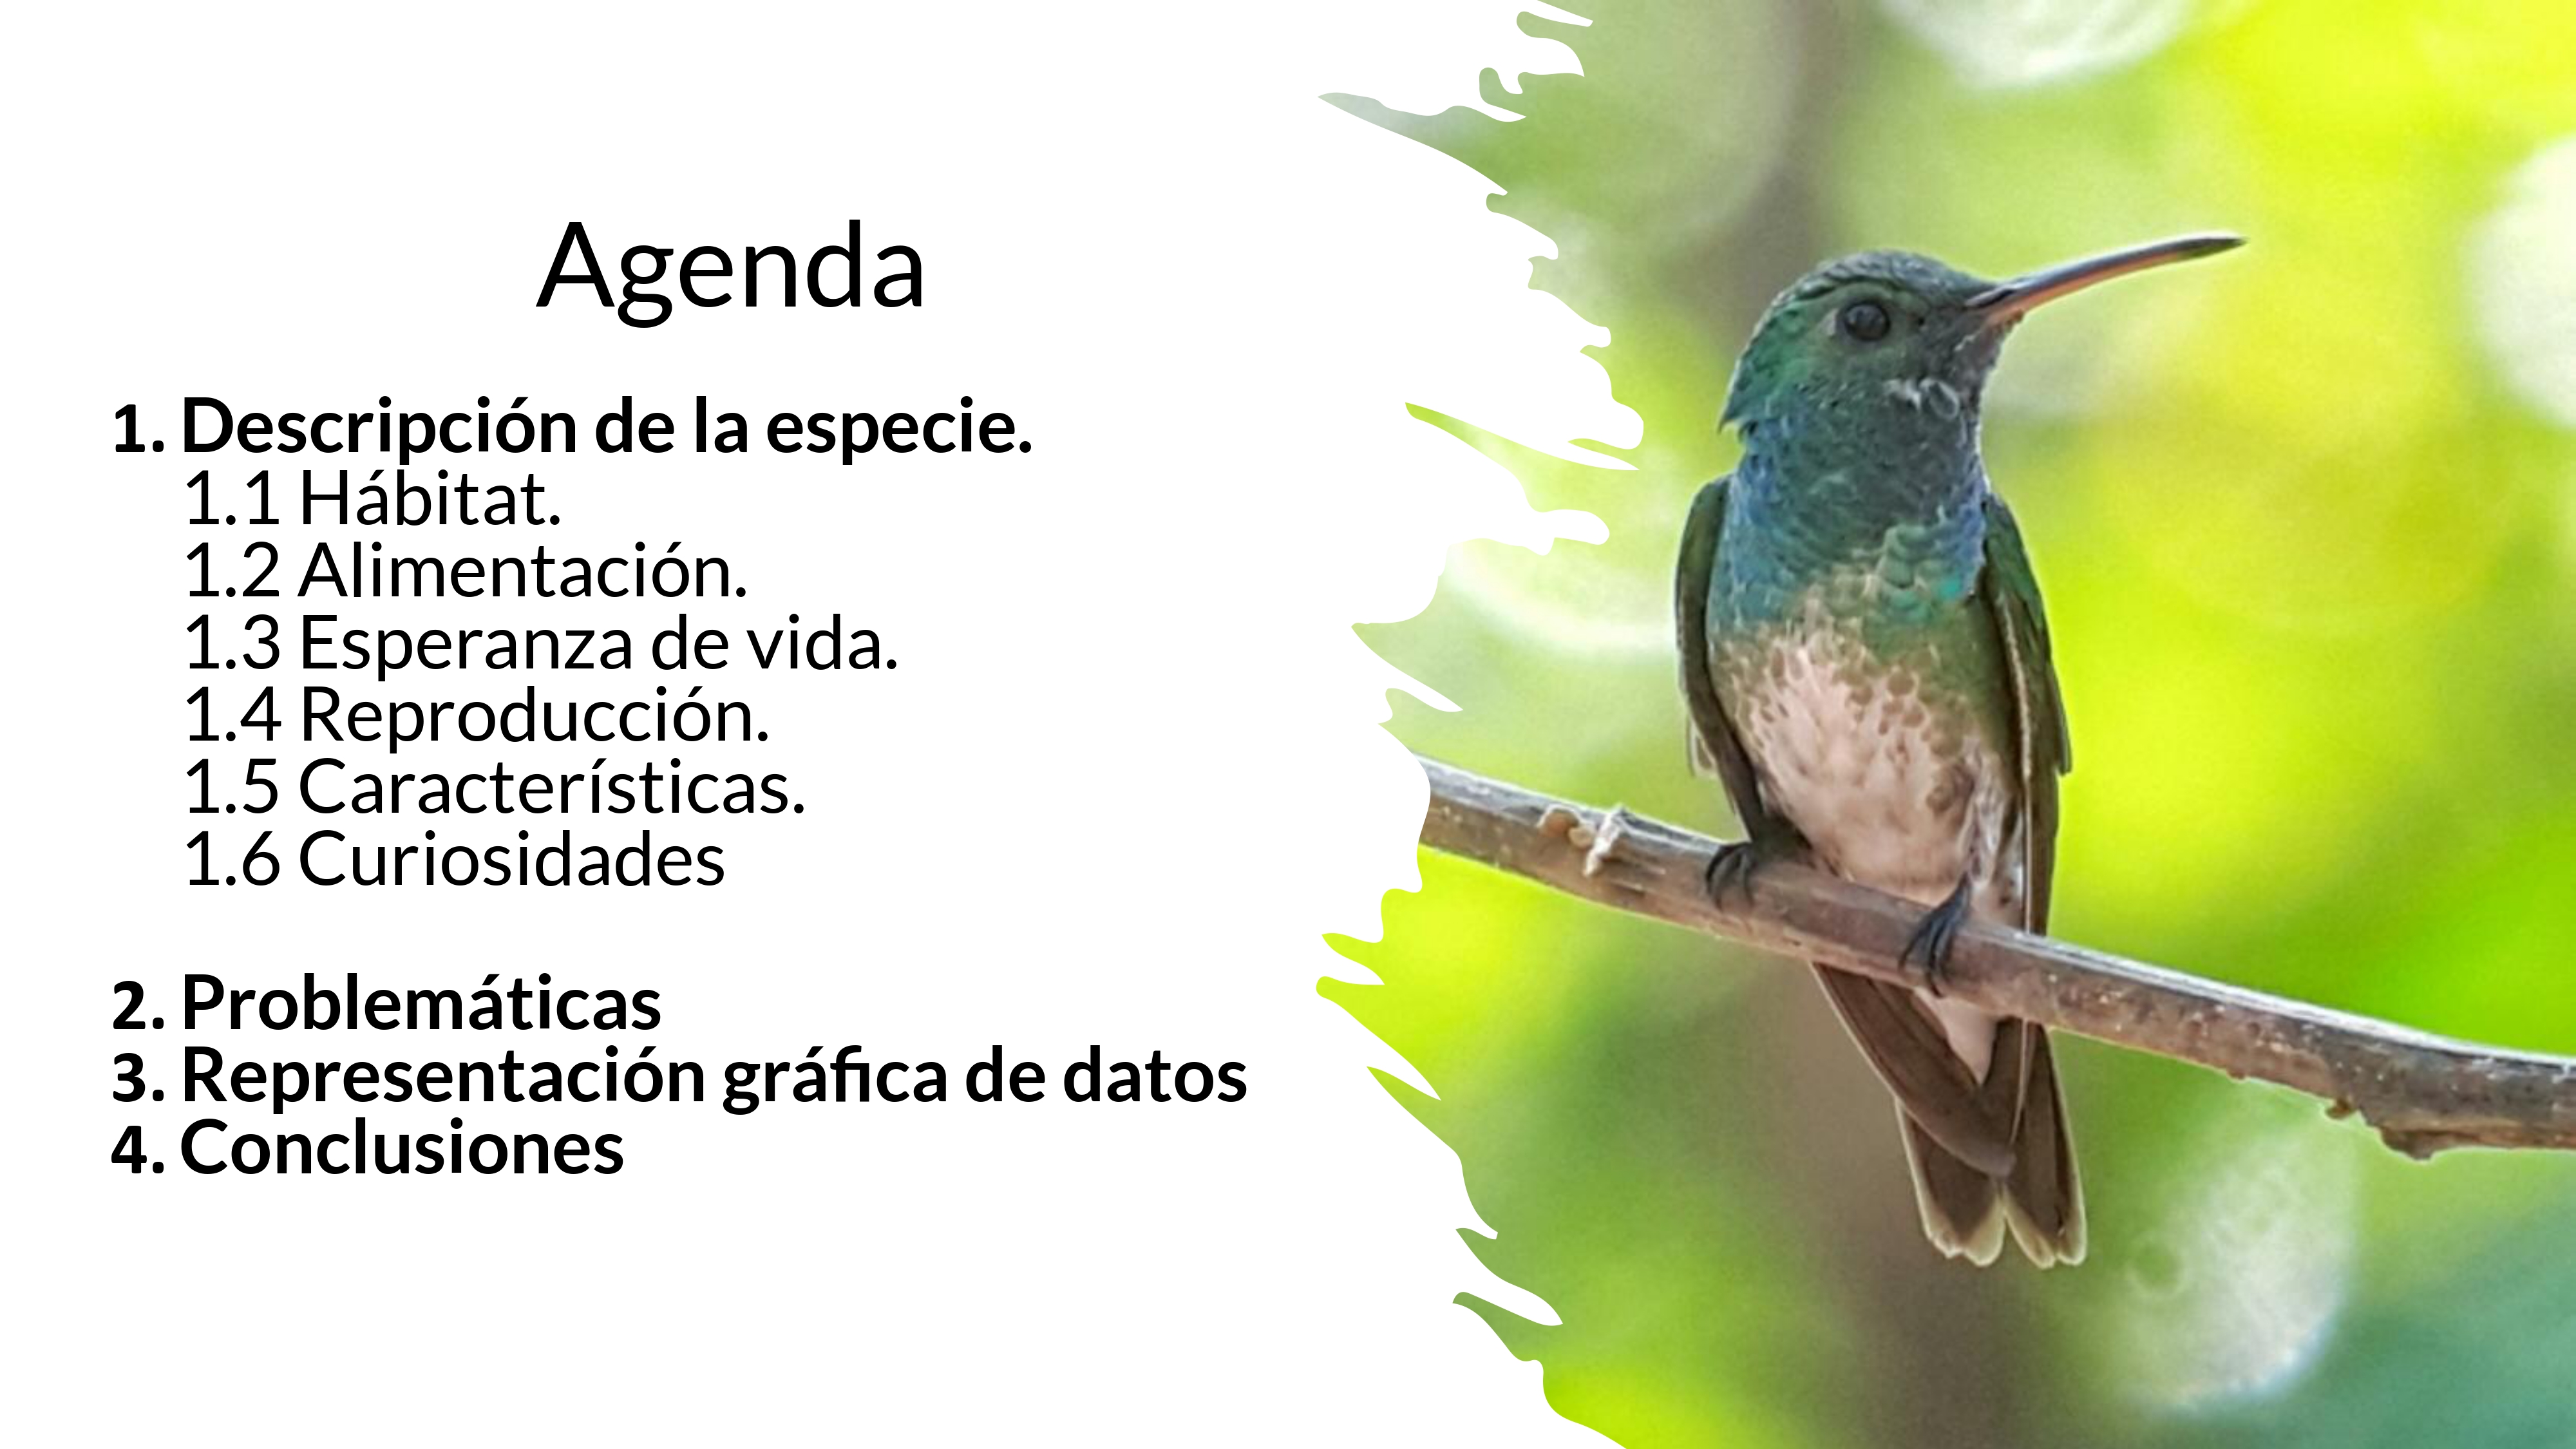 Agenda
1. Descripción de la especie.
1.1 Hábitat.
1.2 Alimentación.
1.3 Esperanza de vida.
1.4 Reproducción.
1.5 Características.
1.6 Curiosidades
2. Problemáticas
3. Representación gráfica de datos
4. Conclusiones